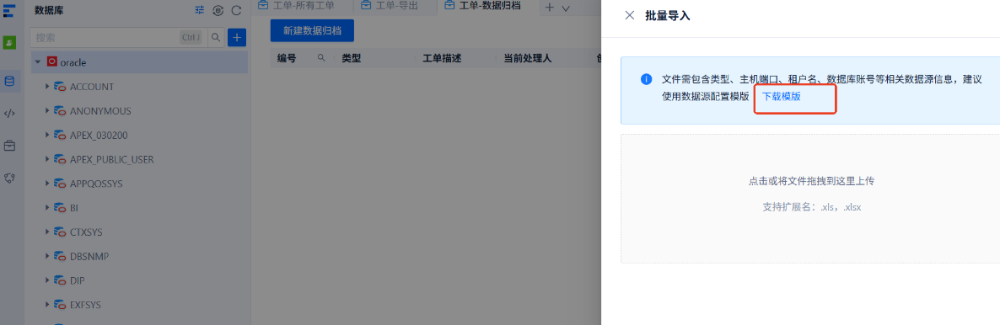 数据库
搜索
Ctrl J
oracle
ACCOUNT
ANONYMOUS
APEX_030200
APEX_PUBLIC_USER
APPQOSSYS
BI
CTXSYS
DBSNMP
DIP
EXFSYS
工单-所有工单
工单-导出
工单-数据归档
新建数据归档
编号 类型 工单描述 当前处理人
批量导入
文件需包含类型、主机端口、租户名、数据库账号等相关数据源信息，建议
使用数据源配置模版 下载模版
点击或将文件拖拽到这里上传
支持扩展名：.xls，.xlsx